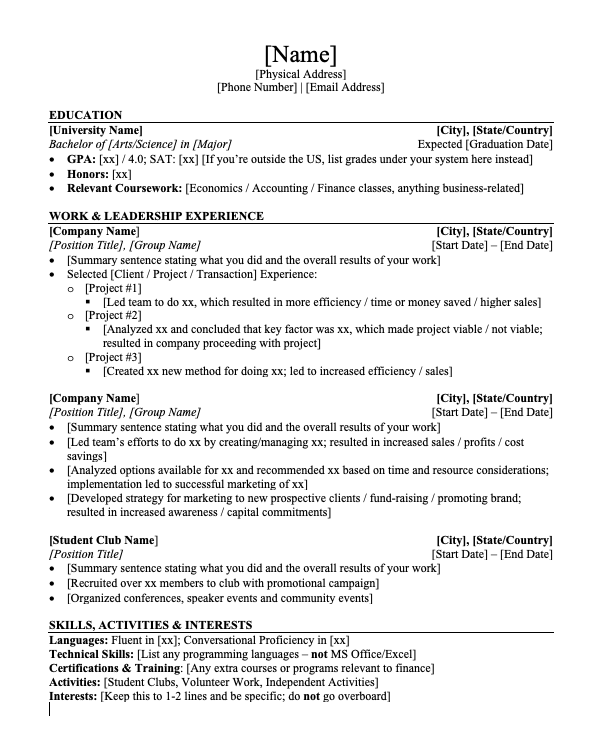 [Name]
[Physical Address]
[Phone Number] | [Email Address]
EDUCATION
[University Name] [City], [State/Country]
Bachelor of [Arts/Science] in [Major] Expected [Graduation Date]
• GPA: [xx] / 4.0; SAT: [xx] [If you're outside the US, list grades under your system here instead]
• Honors: [xx]
• Relevant Coursework: [Economics / Accounting / Finance classes, anything business-related]
WORK & LEADERSHIP EXPERIENCE
[Company Name] [City], [State/Country]
[Position Title], [Group Name] [Start Date] – [End Date]
• [Summary sentence stating what you did and the overall results of your work]
• Selected [Client / Project / Transaction] Experience:
o [Project #1]
▪ [Led team to do xx, which resulted in more efficiency / time or money saved / higher sales]
o [Project #2]
▪ [Analyzed xx and concluded that key factor was xx, which made project viable / not viable;
resulted in company proceeding with project]
o [Project #3]
▪ [Created xx new method for doing xx; led to increased efficiency / sales]
[Company Name] [City], [State/Country]
[Position Title], [Group Name] [Start Date] – [End Date]
• [Summary sentence stating what you did and the overall results of your work]
• [Led team's efforts to do xx by creating/managing xx; resulted in increased sales / profits / cost
savings]
• [Analyzed options available for xx and recommended xx based on time and resource considerations;
implementation led to successful marketing of xx]
• [Developed strategy for marketing to new prospective clients / fund-raising / promoting brand;
resulted in increased awareness / capital commitments]
[Student Club Name] [City], [State/Country]
[Position Title] [Start Date] – [End Date]
• [Summary sentence stating what you did and the overall results of your work]
• [Recruited over xx members to club with promotional campaign]
• [Organized conferences, speaker events and community events]
SKILLS, ACTIVITIES & INTERESTS
Languages: Fluent in [xx]; Conversational Proficiency in [xx]
Technical Skills: [List any programming languages – not MS Office/Excel]
Certifications & Training: [Any extra courses or programs relevant to finance]
Activities: [Student Clubs, Volunteer Work, Independent Activities]
Interests: [Keep this to 1-2 lines and be specific; do not go overboard]